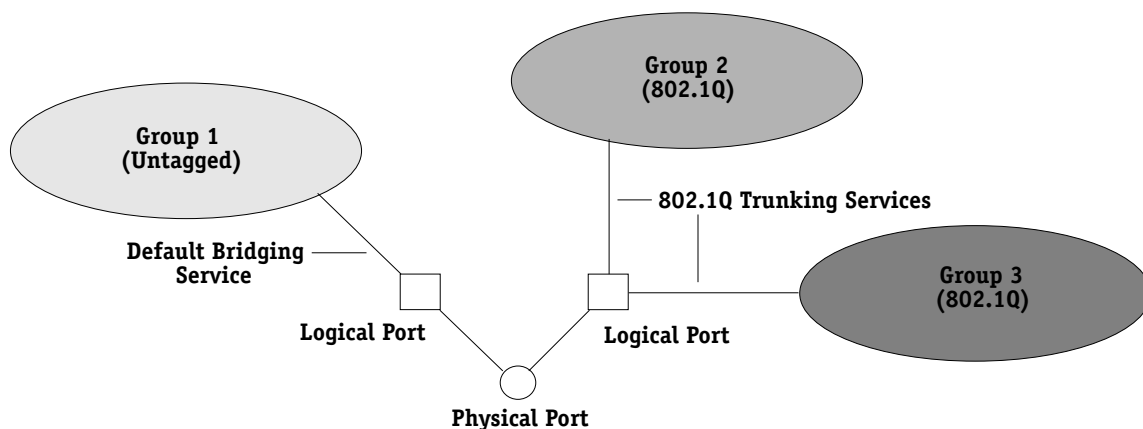 Group 1
(Untagged)
Group 2
(802.1Q)
802.1Q Trunking Services
Default Bridging
Service
Group 3
(802.1Q)
Logical Port
Logical Port
Physical Port